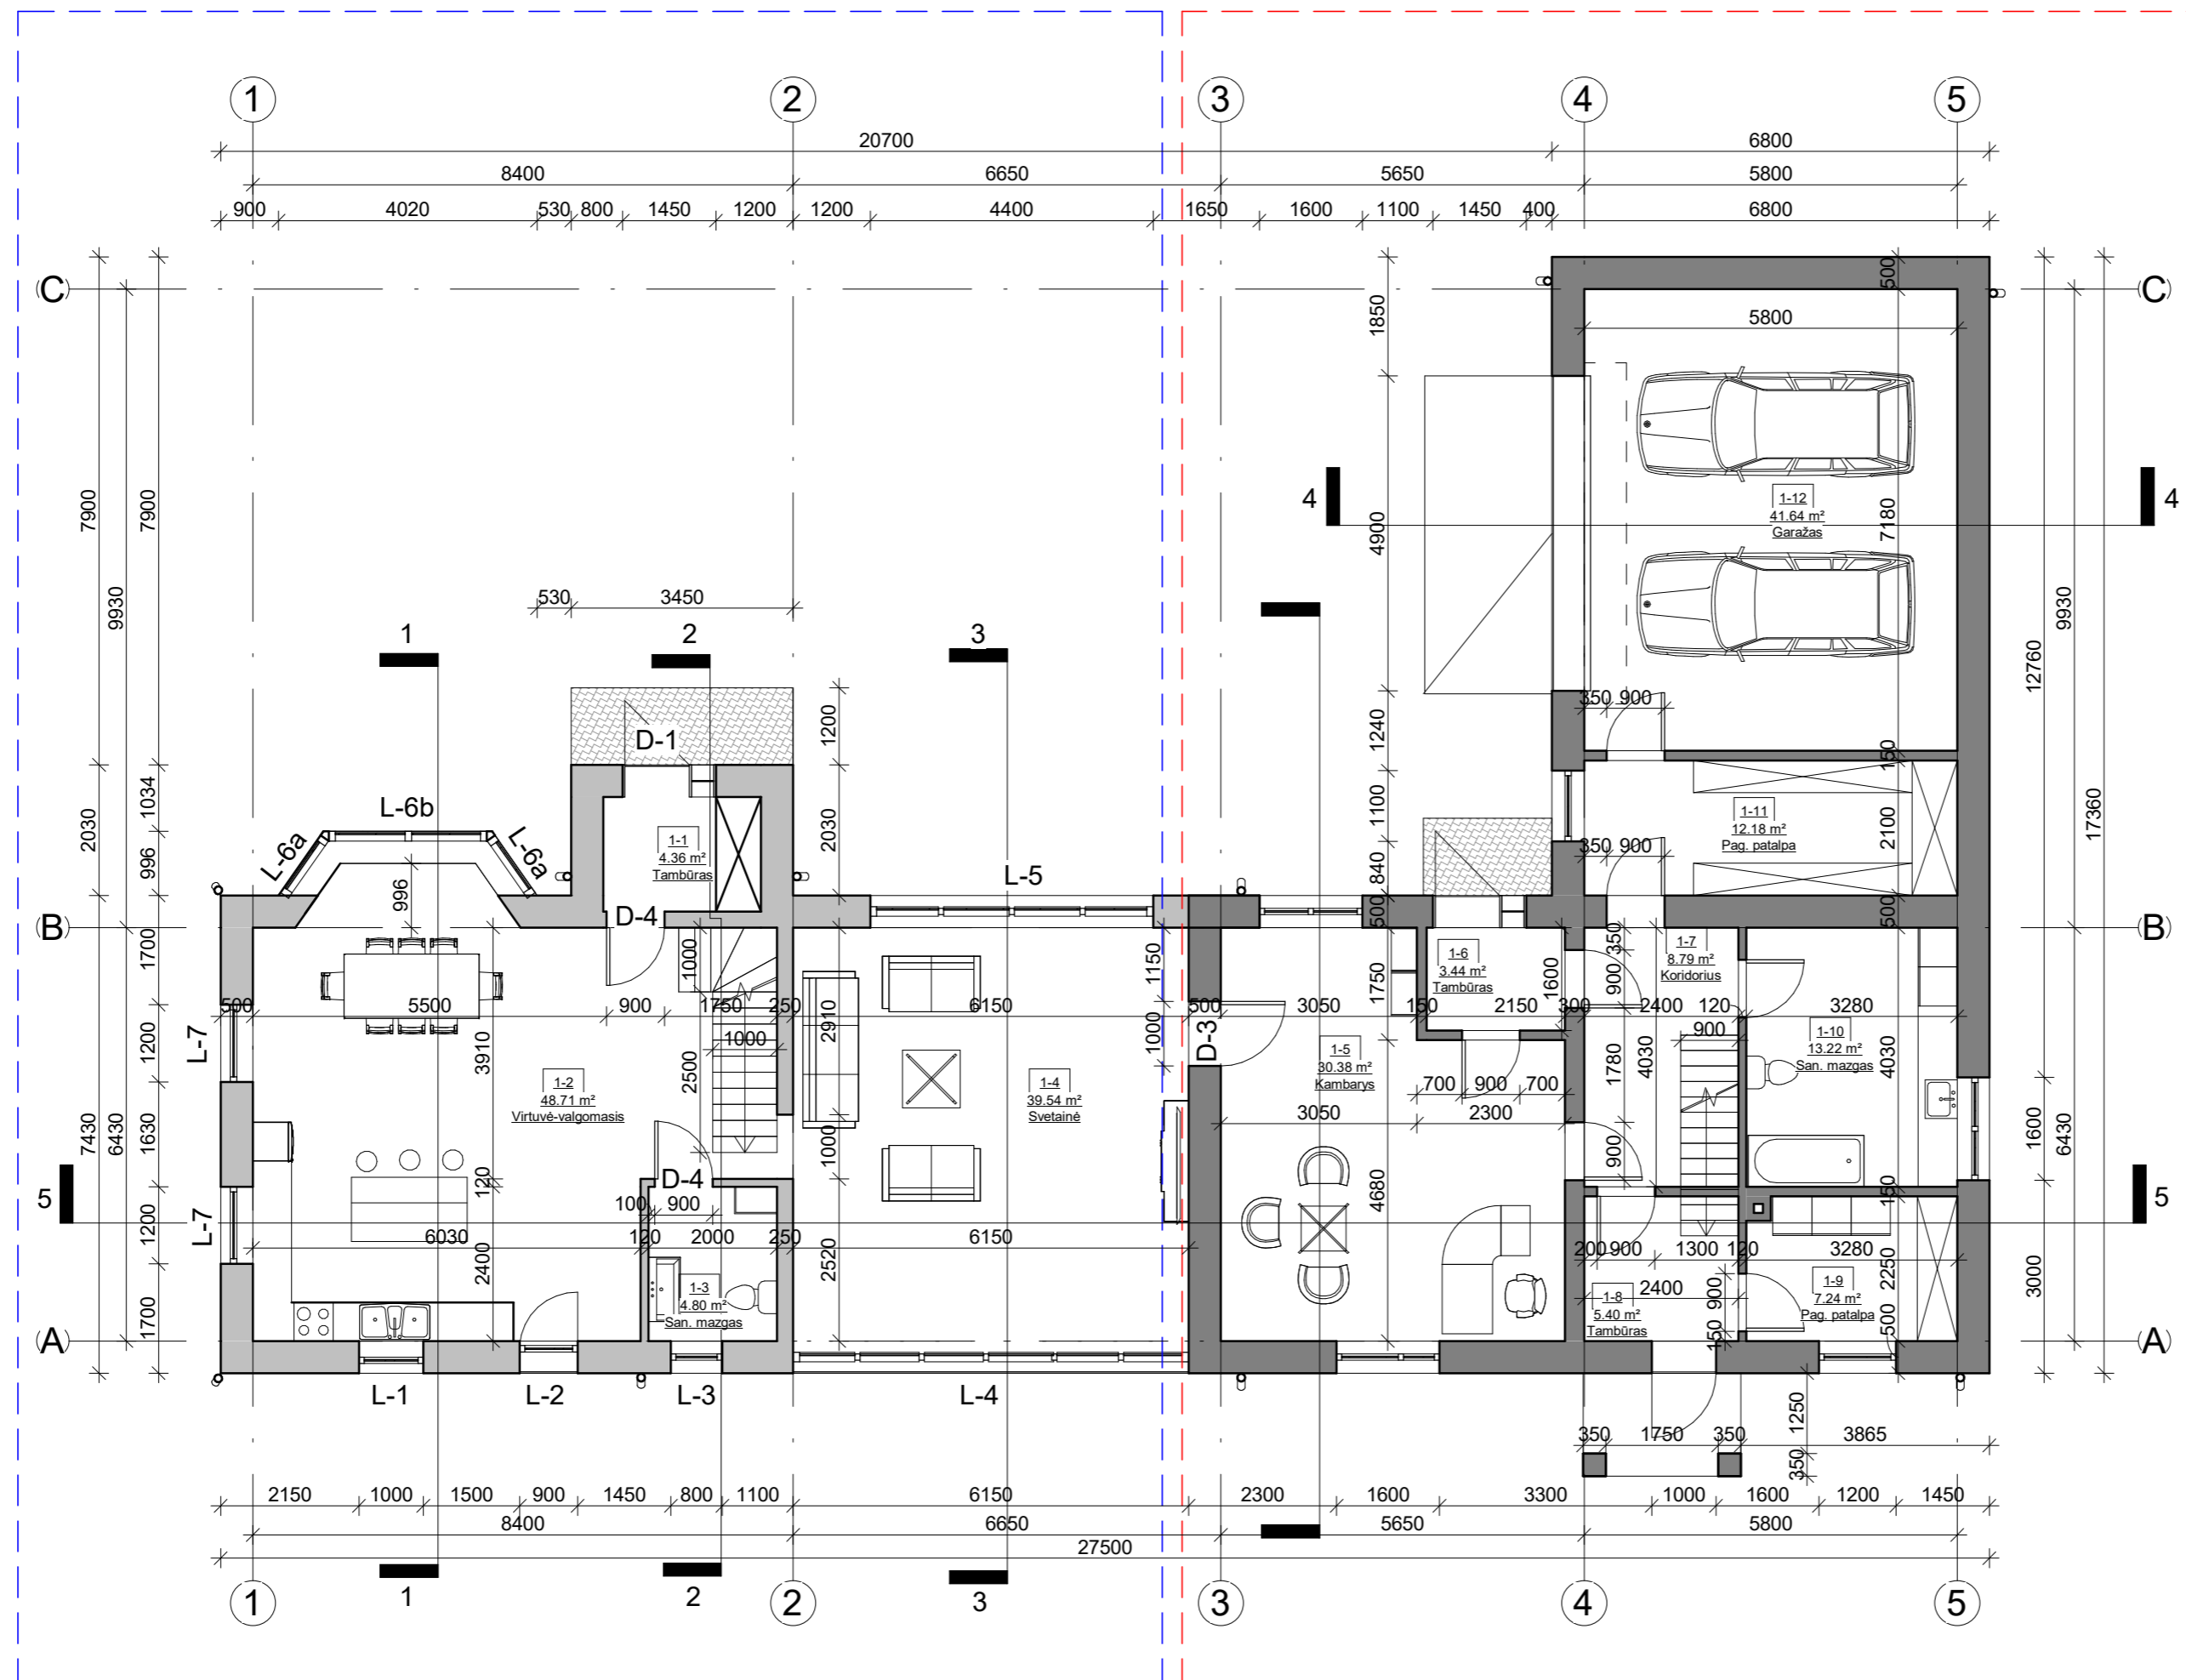 1 2 3 4 5
20700 6800
8400 6650 5650 5800
900 4020 530 800 1450 1200 1200 4400 1650 1600 1100 1450 400 6800
C C
500
1850
5800
7900 7900
9930
4 4
4900
1-12
41.64 m²
Garažas
7180
9930
12760
17360
530 3450
1 2 3
350 900
1200
1240
D-1
150
2030
1034
L-6b
L-6a L-6a
996
996
1-1
4.36 m²
Tambūras
2030
1100
840
1-11
12.18 m²
Pag. patalpa
2100
350 900
L-5
D-4
500 500
B B
1700
1000
1150
1750
1-6
3.44 m²
Tambūras
1600
350
900
1-7
8.79 m²
Koridorius
500 5500 900 1750 250 6150 500 3050 150 2150 300 2400 120 3280
L-7
1200
3910
1000
2500
2910
1000
D-3
1-5
30.38 m²
Kambarys
1780
4030
900
1-10
13.22 m²
San. mazgas
4030
700 900 700
1-2
48.71 m²
Virtuvė-valgomasis
1-4
39.54 m²
Svetainė
3050 2300
7430
6430
1630
1000
900
1600
6430
120
D-4
100 900
150
5 5
L-7
1200
4680
6030 120 2000 250 6150
200 900 1300 120 3280
2400
2520
2250
3000
1-3
4.80 m²
San. mazgas
2400
900
1-8
5.40 m²
Tambūras
1-9
7.24 m²
Pag. patalpa
1700
150
500
A A
L-1 L-2 L-3 L-4
1250
350 1750 350 3865
350
2150 1000 1500 900 1450 800 1100 6150 2300 1600 3300 1000 1600 1200 1450
8400 6650 5650 5800
27500
1 2 3
1 2 3 4 5